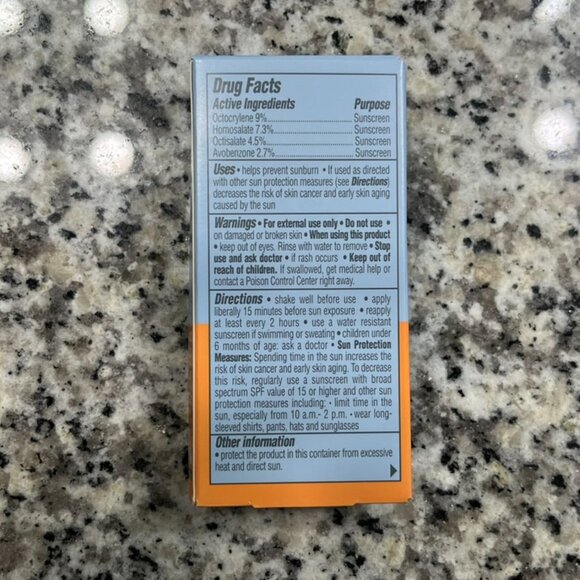 Drug Facts
Active Ingredients Purpose
Octocrylene 9%..............................Sunscreen
Homosalate 7.3%............................Sunscreen
Octisalate 4.5%..............................Sunscreen
Avobenzone 2.7%............................Sunscreen
Uses • helps prevent sunburn • If used as directed
with other sun protection measures (see Directions)
decreases the risk of skin cancer and early skin aging
caused by the sun
Warnings • For external use only • Do not use •
on damaged or broken skin • When using this product
• keep out of eyes. Rinse with water to remove • Stop
use and ask doctor • if rash occurs • Keep out of
reach of children. If swallowed, get medical help or
contact a Poison Control Center right away.
Directions • shake well before use • apply
liberally 15 minutes before sun exposure • reapply
at least every 2 hours • use a water resistant
sunscreen if swimming or sweating • children under
6 months of age: ask a doctor • Sun Protection
Measures: Spending time in the sun increases the
risk of skin cancer and early skin aging. To decrease
this risk, regularly use a sunscreen with broad
spectrum SPF value of 15 or higher and other sun
protection measures including: • limit time in the
sun, especially from 10 a.m.- 2 p.m. • wear long-
sleeved shirts, pants, hats and sunglasses
Other information
• protect the product in this container from excessive
heat and direct sun.